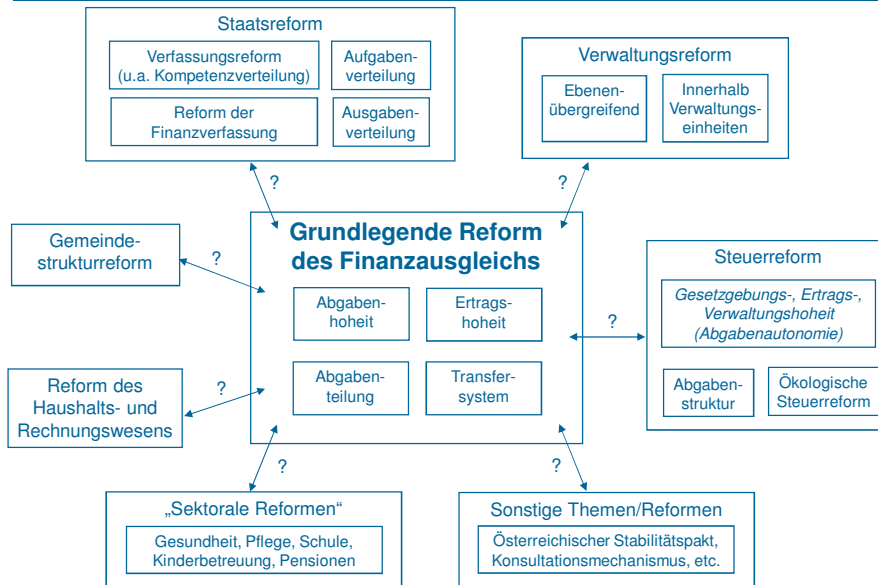 Staatsreform
Verfassungsreform
(u.a. Kompetenzverteilung)
Aufgaben-
verteilung
Reform der
Finanzverfassung
Ausgaben-
verteilung
Verwaltungsreform
Ebenen-
übergreifend
Innerhalb
Verwaltungs-
einheiten
?
?
Gemeinde-
strukturreform
?
Grundlegende Reform
des Finanzausgleichs
Abgaben-
hoheit
Ertrags-
hoheit
Abgaben-
teilung
Transfer-
system
?
Steuerreform
Gesetzgebungs-, Ertrags-,
Verwaltungshoheit
(Abgabenautonomie)
Abgaben-
struktur
Ökologische
Steuerreform
Reform des
Haushalts- und
Rechnungswesens
?
?
?
„Sektorale Reformen“
Gesundheit, Pflege, Schule,
Kinderbetreuung, Pensionen
Sonstige Themen/Reformen
Österreichischer Stabilitätspakt,
Konsultationsmechanismus, etc.